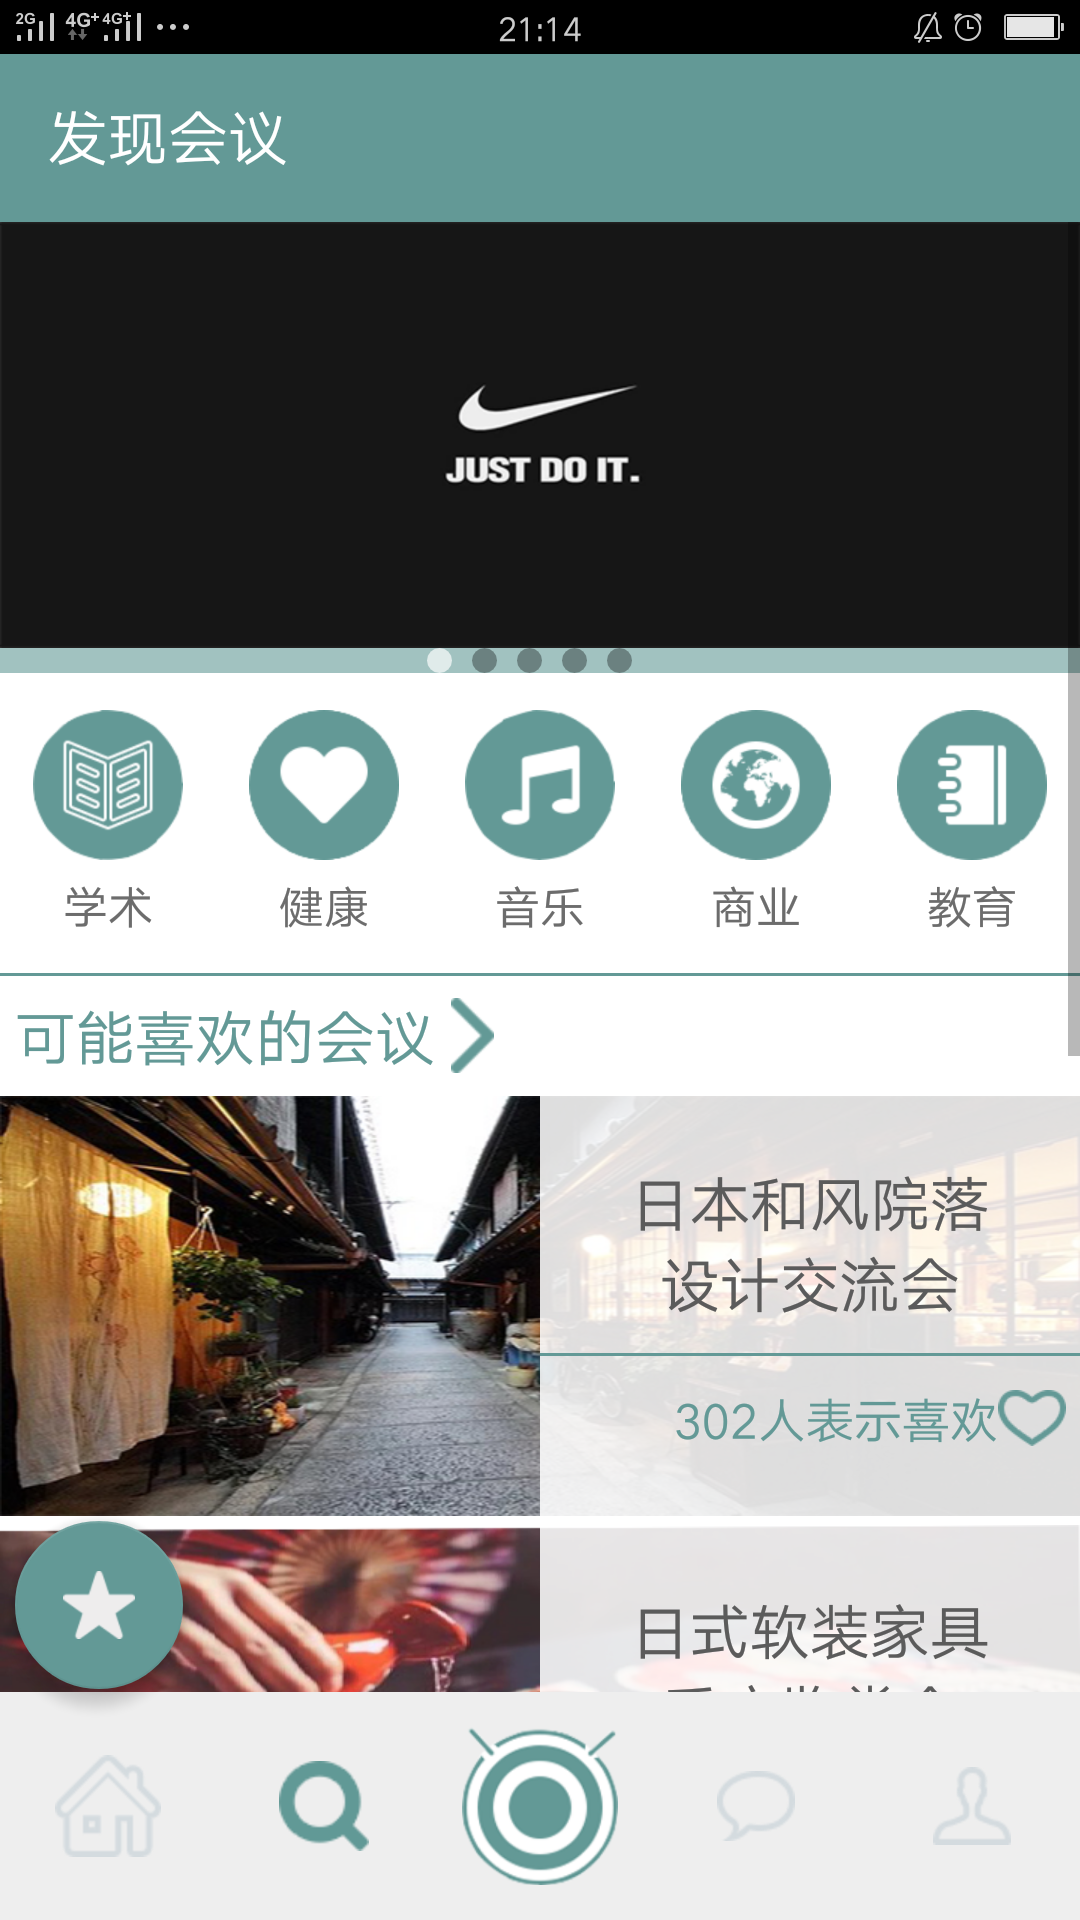 2G 4G+ 4G+
21:14
发现会议
JUST DO IT.
学术 健康 音乐 商业 教育
可能喜欢的会议
日本和风院落
设计交流会
302人表示喜欢
日式软装家具